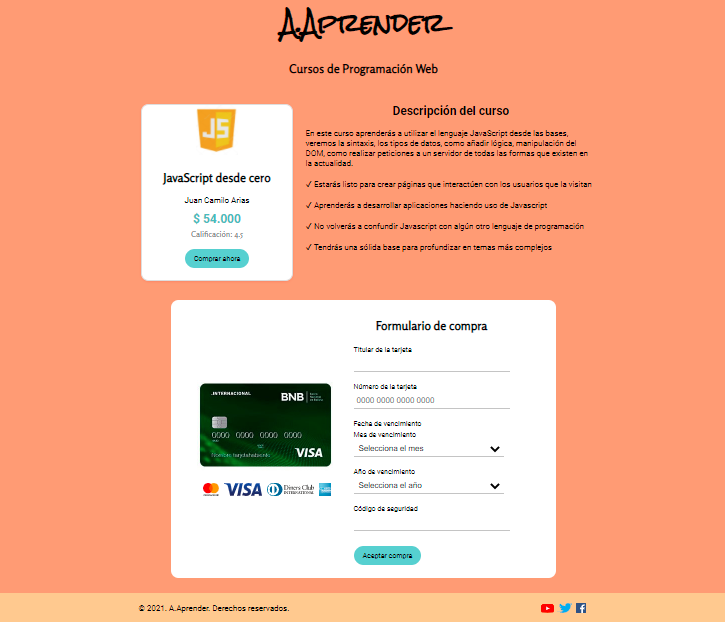 A.Aprender
Cursos de Programación Web
JS
JavaScript desde cero
Juan Camilo Arias
$ 54.000
Calificación: 4.5
Comprar ahora
Descripción del curso
En este curso aprenderás a utilizar el lenguaje JavaScript desde las bases,
veremos la sintaxis, los tipos de datos, como añadir lógica, manipulación del
DOM, como realizar peticiones a un servidor de todas las formas que existen en
la actualidad.
✓ Estarás listo para crear páginas que interactúen con los usuarios que la visitan
✓ Aprenderás a desarrollar aplicaciones haciendo uso de Javascript
✓ No volverás a confundir Javascript con algún otro lenguaje de programación
✓ Tendrás una sólida base para profundizar en temas más complejos
.INTERNACIONAL
BNB
0000 0000 0000 0000
VISA
VISA
Diners Club
INTERNATIONAL
Formulario de compra
Titular de la tarjeta
Número de la tarjeta
0000 0000 0000 0000
Fecha de vencimiento
Mes de vencimiento
Selecciona el mes
Año de vencimiento
Selecciona el año
Código de seguridad
Aceptar compra
© 2021. A.Aprender. Derechos reservados.